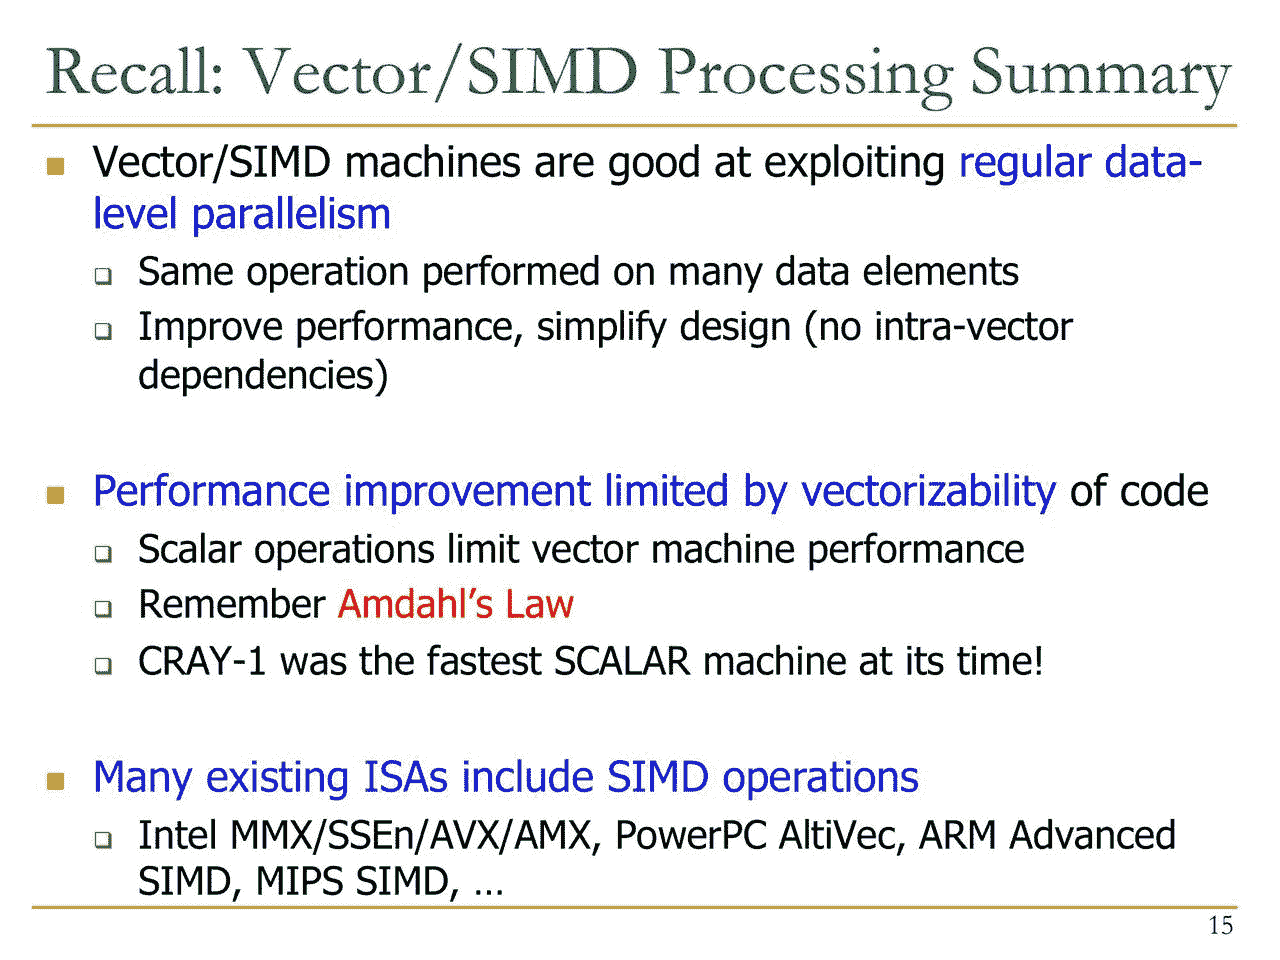 Recall: Vector/SIMD Processing Summary
Vector/SIMD machines are good at exploiting regular data-
level parallelism
Same operation performed on many data elements
Improve performance, simplify design (no intra-vector
dependencies)
Performance improvement limited by vectorizability of code
Scalar operations limit vector machine performance
Remember Amdahl’s Law
CRAY-1 was the fastest SCALAR machine at its time!
Many existing ISAs include SIMD operations
Intel MMX/SSEn/AVX/AMX, PowerPC AltiVec, ARM Advanced
SIMD, MIPS SIMD, …
15